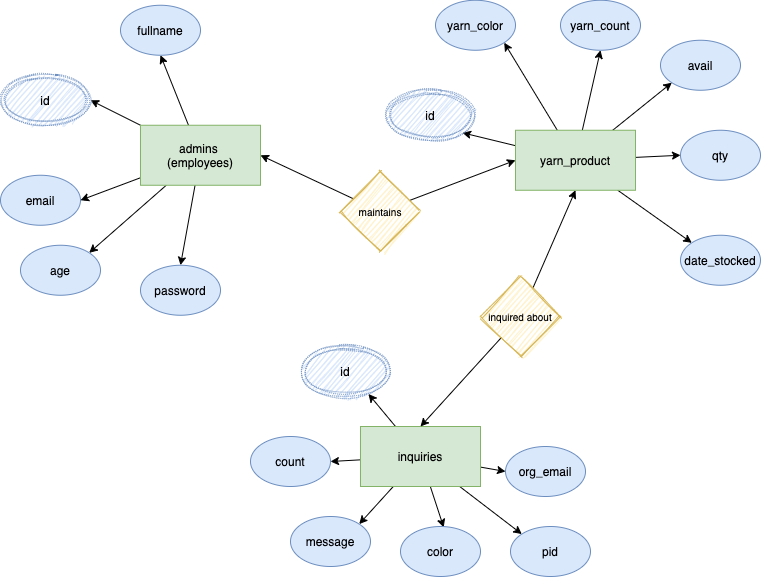 fullname
yarn_color
yarn_count
avail
id
id
admins
(employees)
yarn_product
qty
email
maintains
age
password
date_stocked
inquired about
id
count
inquiries
org_email
message
color
pid